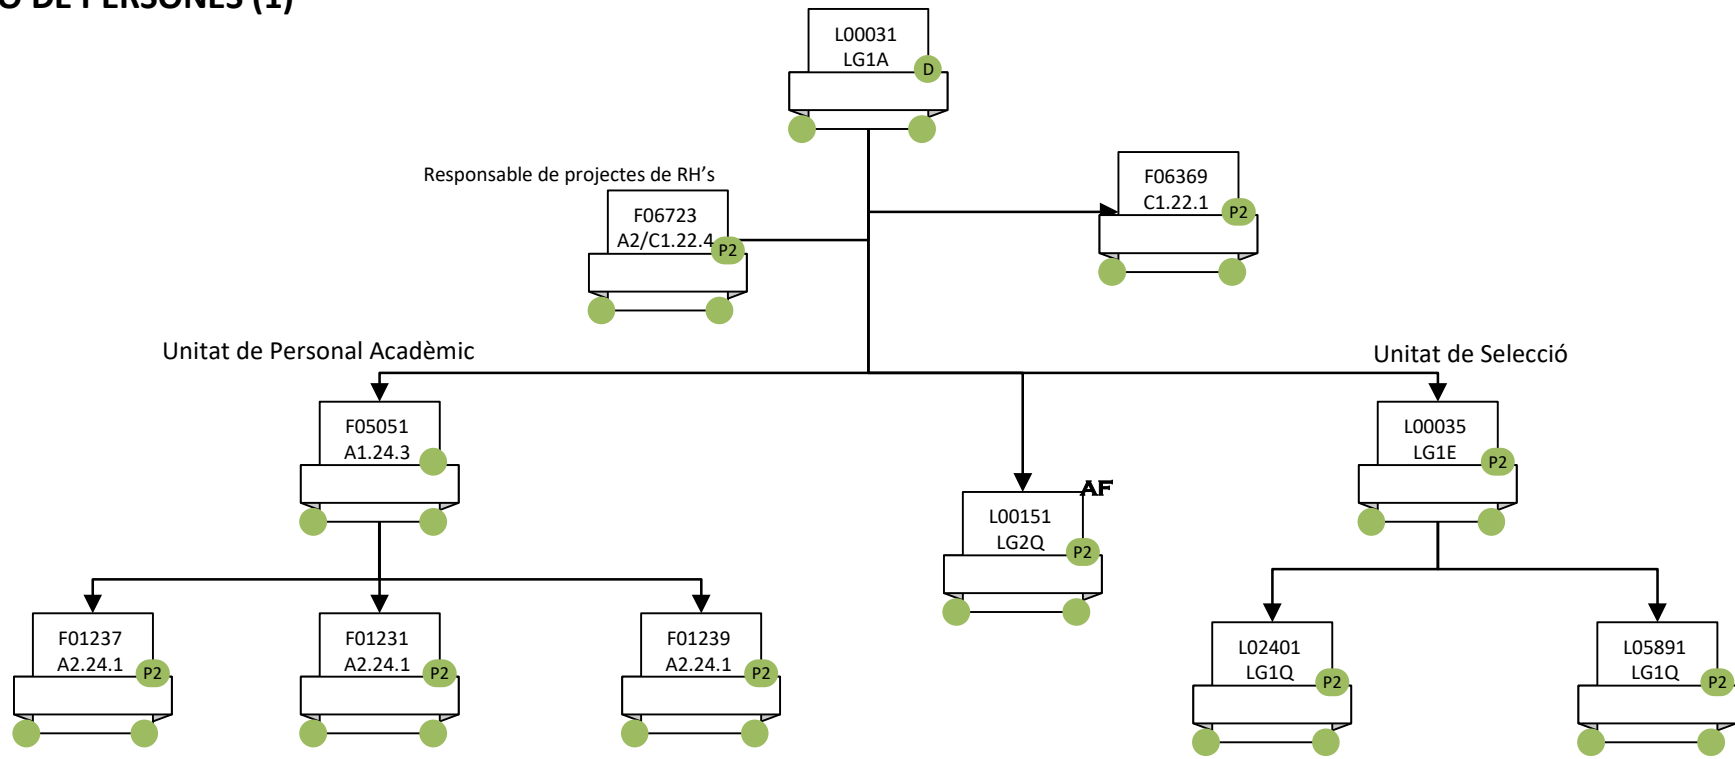 DE PERSONES (1)
L00031
LG1A
D
Responsable de projectes de RH's
F06723
A2/C1.22.4
P2
F06369
C1.22.1
P2
Unitat de Personal Acadèmic
Unitat de Selecció
F05051
A1.24.3
AF
L00151
LG2Q
P2
L00035
LG1E
P2
F01237
A2.24.1
P2
F01231
A2.24.1
P2
F01239
A2.24.1
P2
L02401
LG1Q
P2
L05891
LG1Q
P2